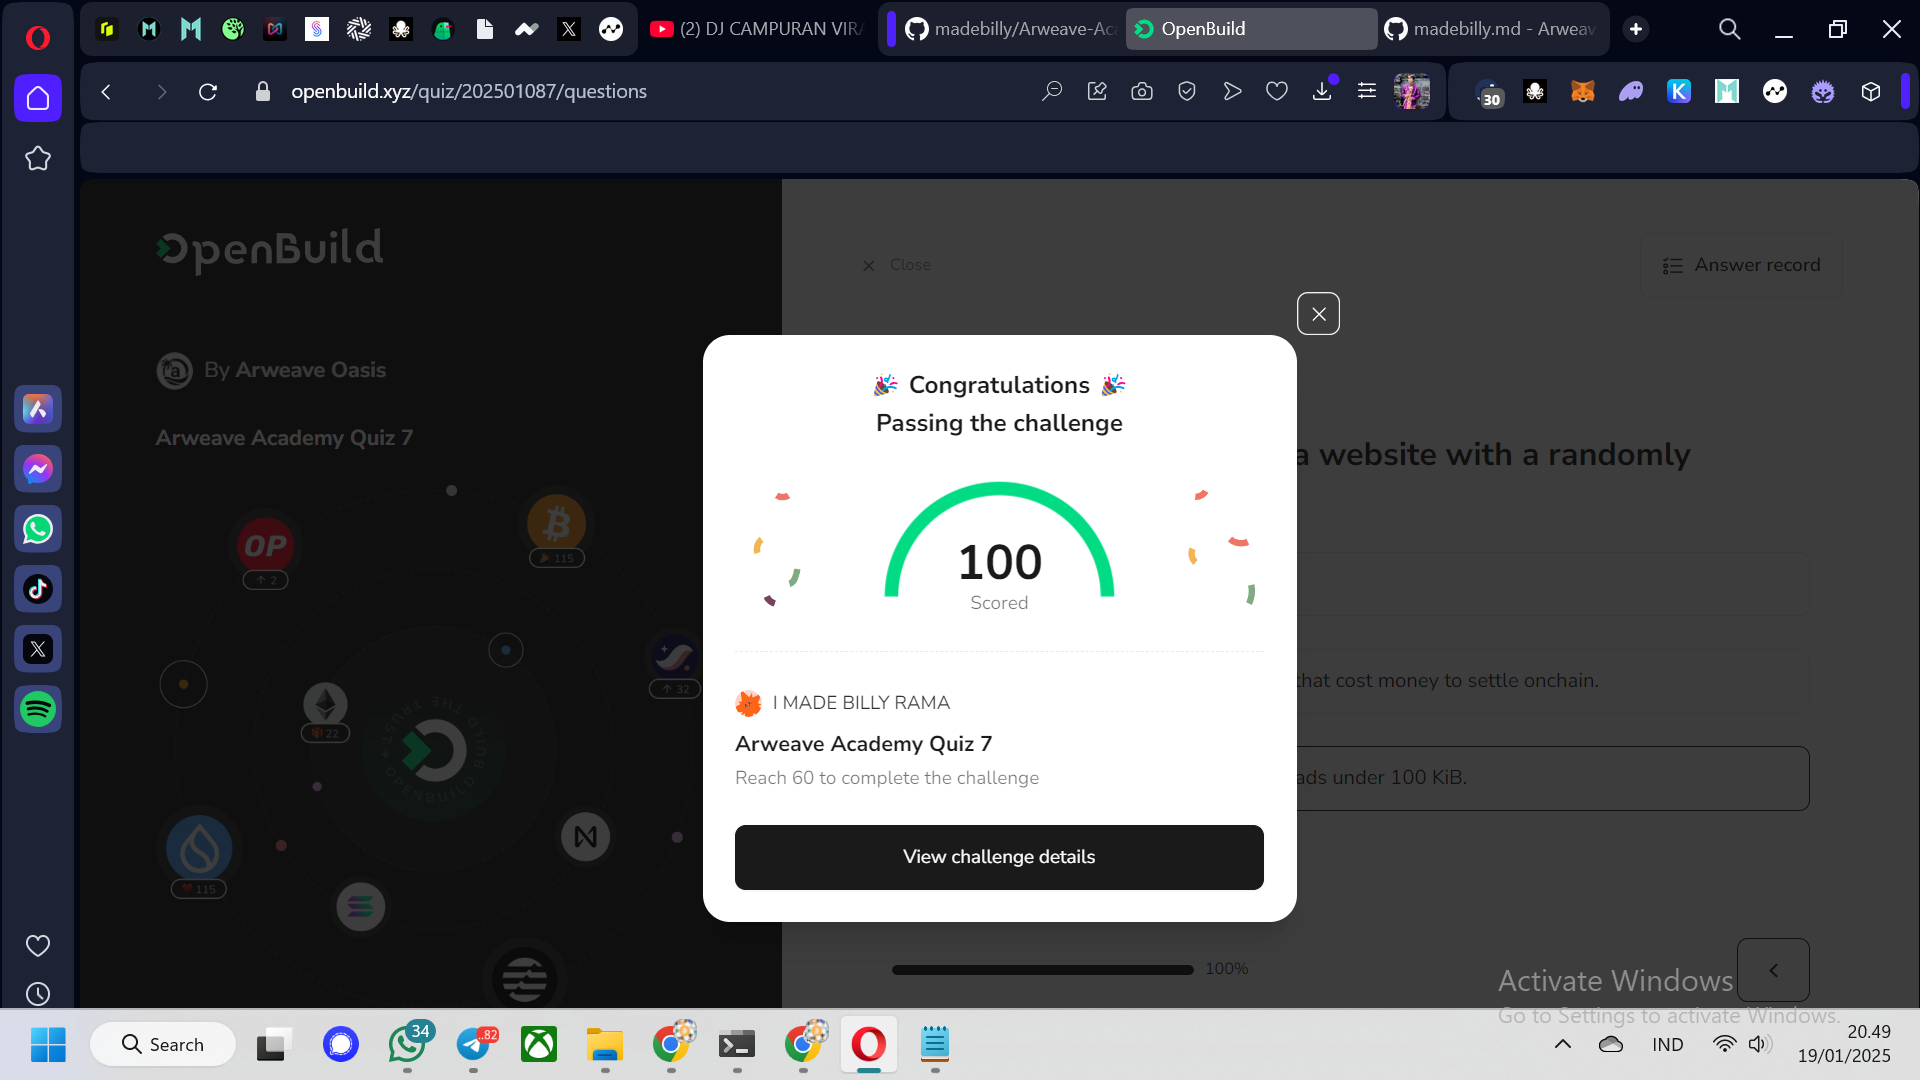 (2) DJ CAMPURAN VIRA
madebilly/Arweave-Ac
OpenBuild
madebilly.md - Arweav
openbuild.xyz/quiz/202501087/questions
30
OpenBuild
Close
Answer record
By Arweave Oasis
Arweave Academy Quiz 7
OP
2
115
22
32
115
THE TRUST
OPENBUILD
a website with a randomly
that cost money to settle onchain.
ads under 100 KiB.
Congratulations
Passing the challenge
100
Scored
I MADE BILLY RAMA
Arweave Academy Quiz 7
Reach 60 to complete the challenge
View challenge details
100%
Activate Windows
Go to Settings to activate Windows.
Search
34
..82
IND
20.49
19/01/2025